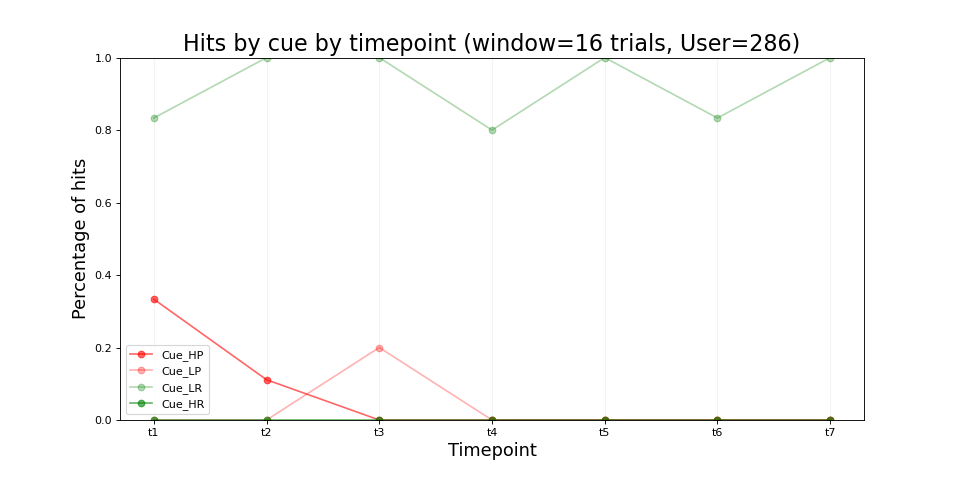 Hits by cue by timepoint (window=16 trials, User=286)
Percentage of hits
1.0
0.8
0.6
0.4
0.2
0.0
Cue_HP
Cue_LP
Cue_LR
Cue_HR
t1 t2 t3 t4 t5 t6 t7
Timepoint